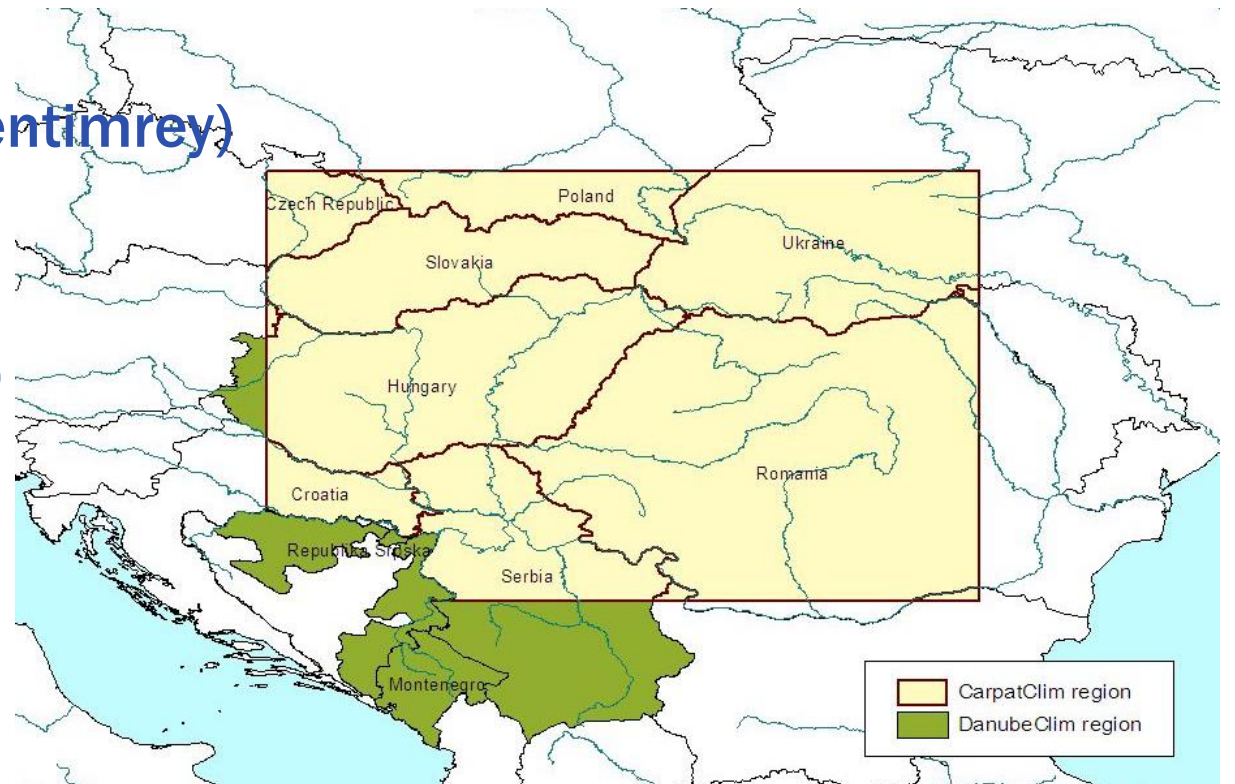 entimrey)
Czech Republic
Poland
Ukraine
Slovakia
Hungary
Romania
Croatia
Republika Srpska
Serbia
Montenegro
CarpatClim region
DanubeClim region